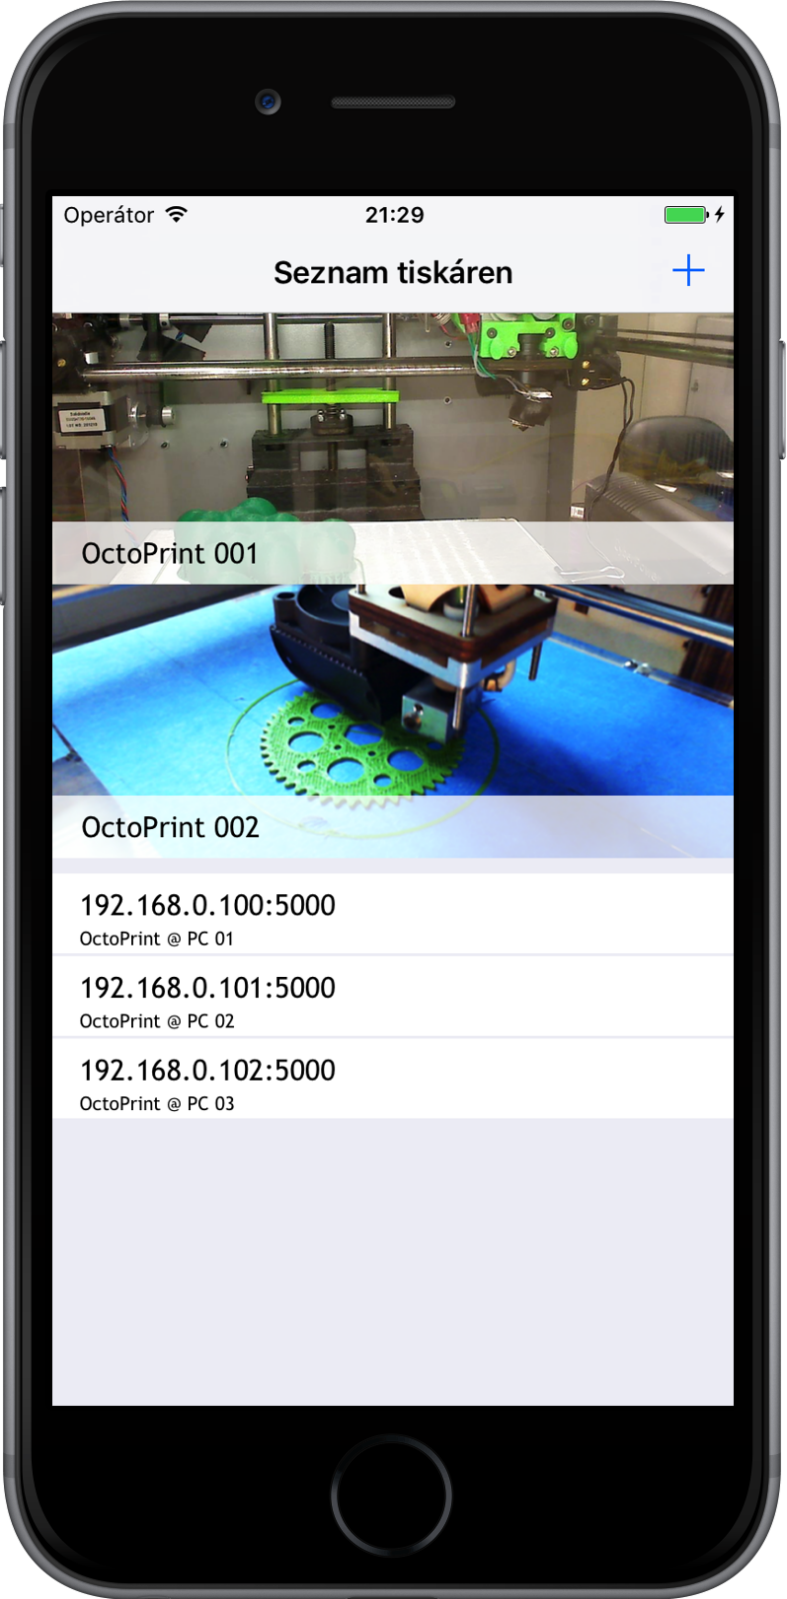 Operátor
21:29
Seznam tiskáren
OctoPrint 001
OctoPrint 002
192.168.0.100:5000
OctoPrint @ PC 01
192.168.0.101:5000
OctoPrint @ PC 02
192.168.0.102:5000
OctoPrint @ PC 03